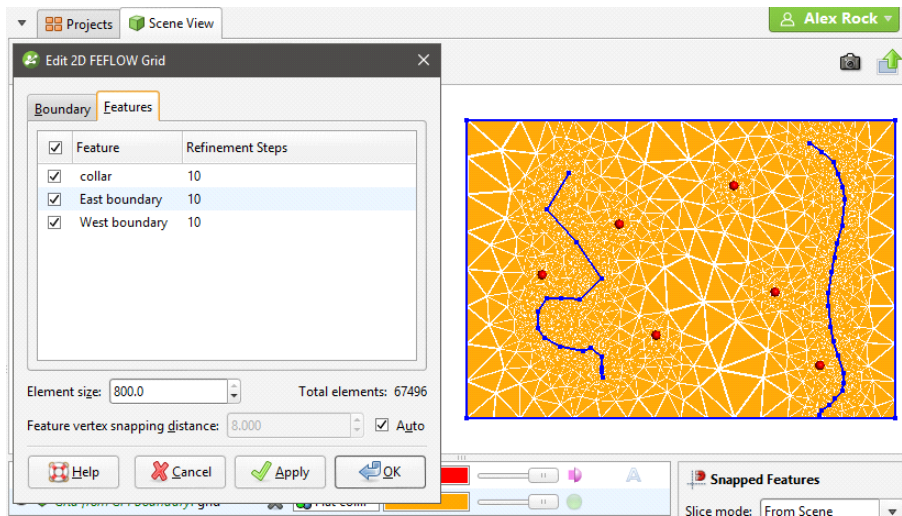 Projects
Scene View
Alex Rock
Edit 2D FEFLOW Grid
Boundary
Features
Feature Refinement Steps
collar 10
East boundary 10
West boundary 10
Element size: 800.0 Total elements: 67496
Feature vertex snapping distance: 8.000 Auto
Help Cancel Apply OK
A
Snapped Features
Slice mode: From Scene